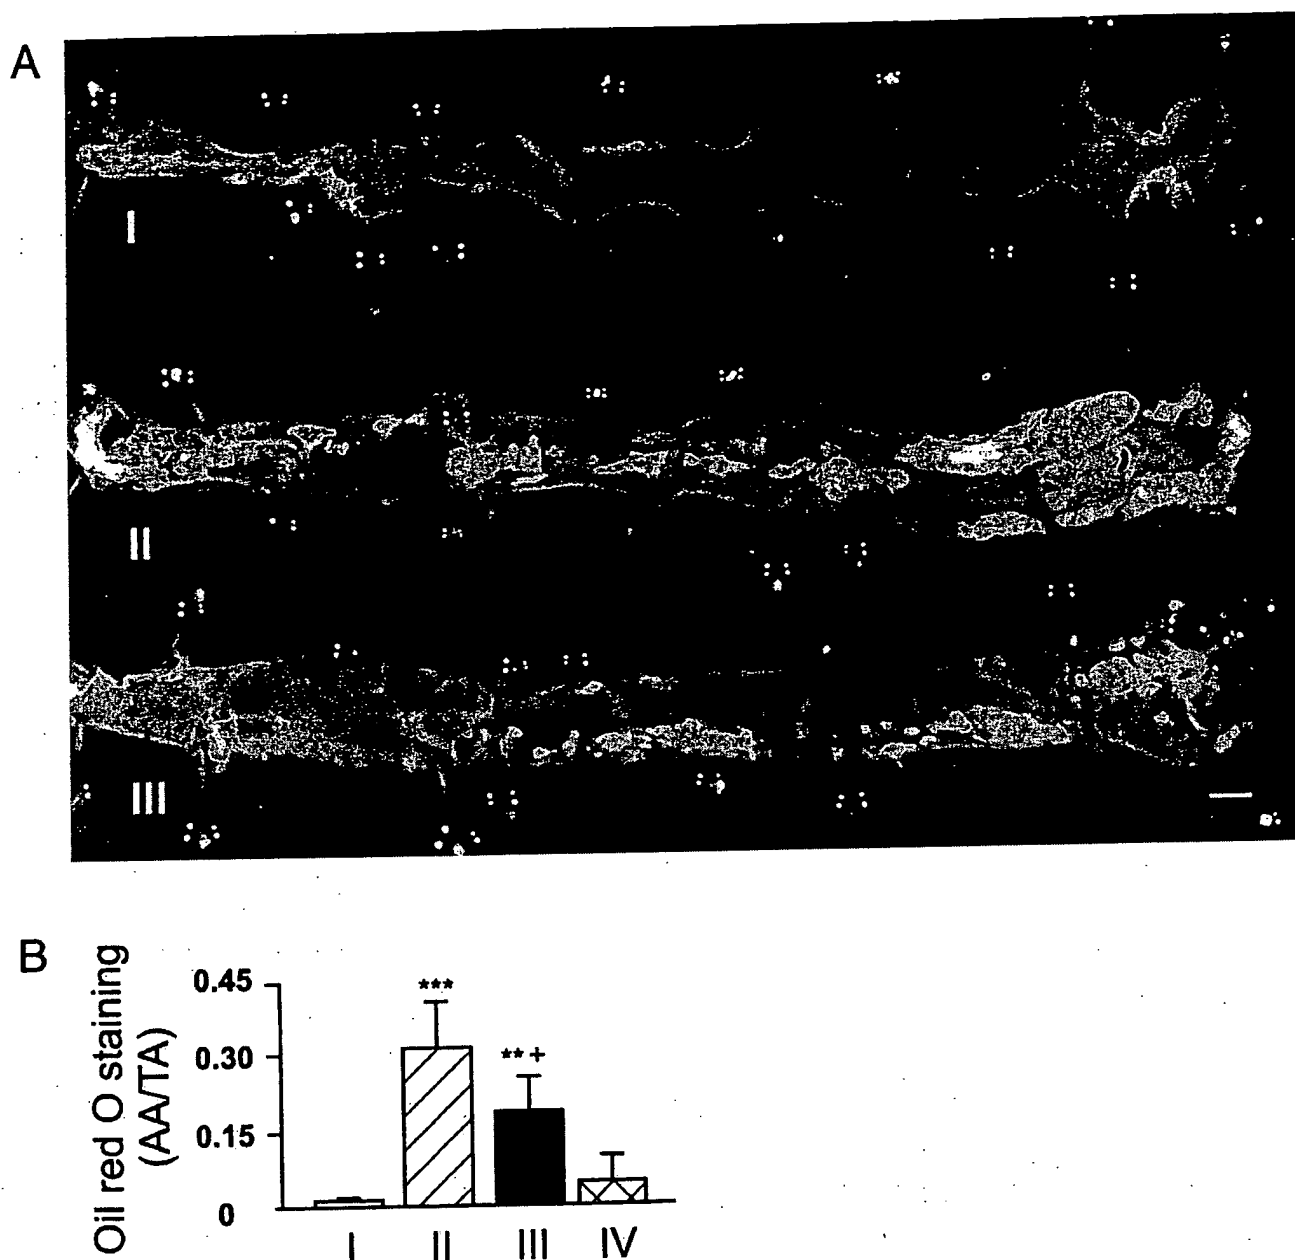 A
I
II
III
B
Oil red O staining
(AA/TA)
0.45
0.30
0.15
0
***
** +
I II III IV